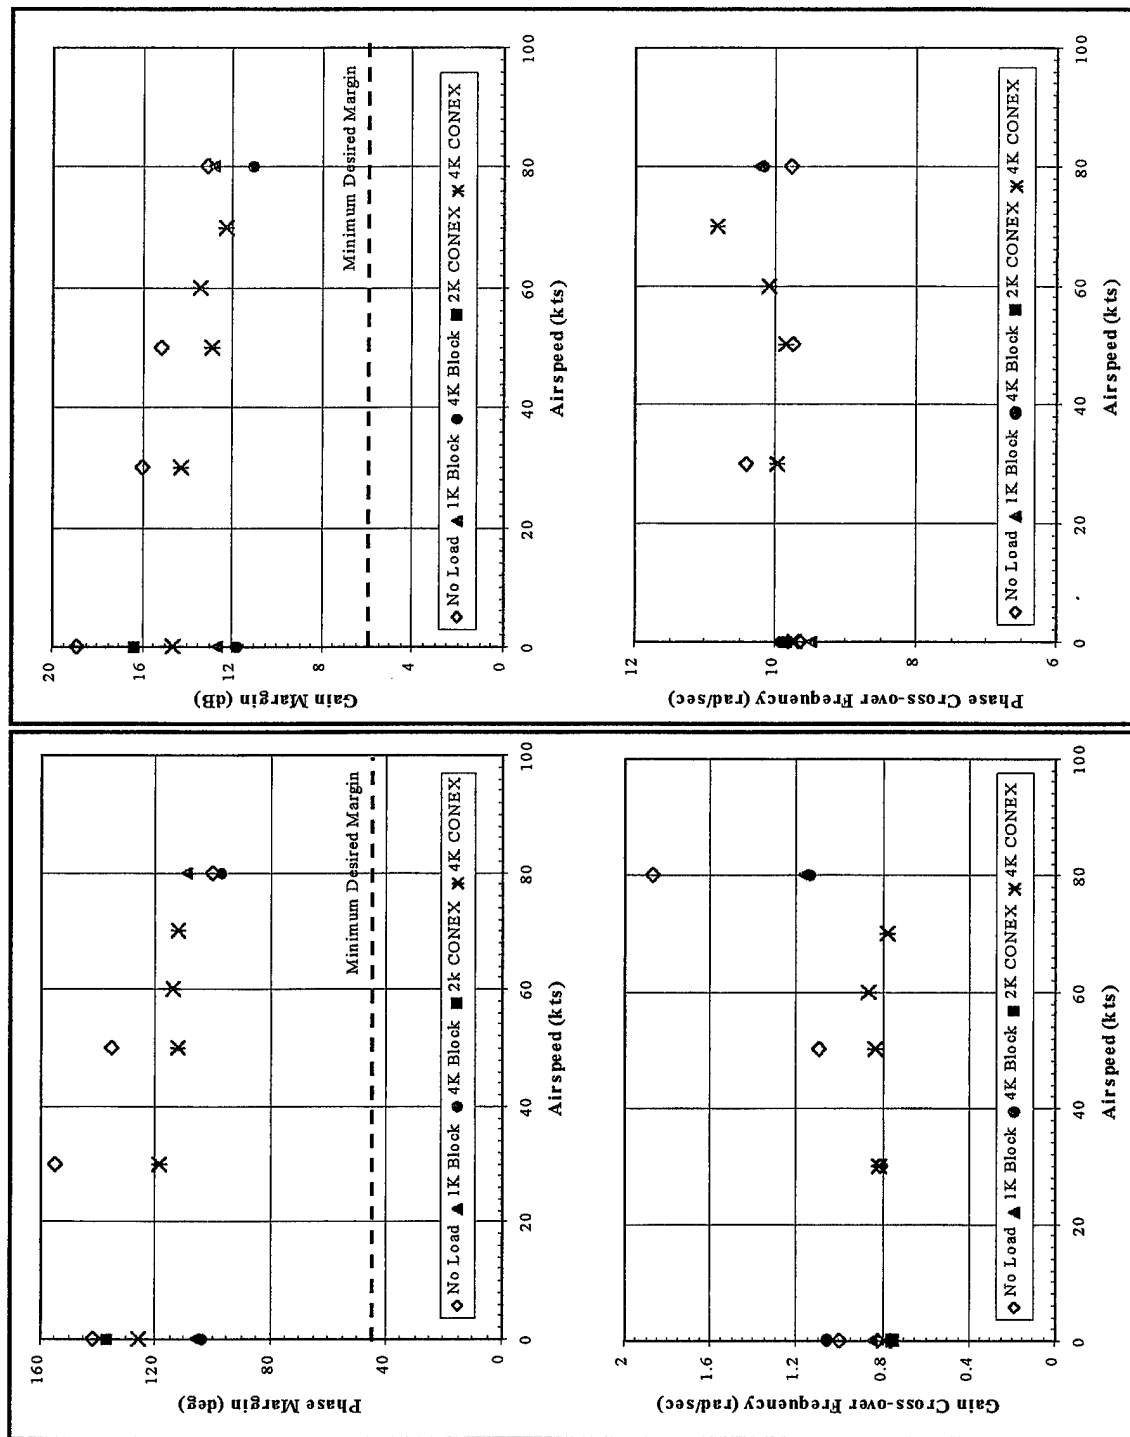 160
120
80
40
0
Phase Margin (deg)
Minimum Desired Margin
◇ No Load ▲ 1K Block ● 4K Block ■ 2k CONEX ✱ 4K CONEX
0 20 40 60 80 100
Airspeed (kts)
2
1.6
1.2
0.8
0.4
0
Gain Cross-over Frequency (rad/sec)
◇ No Load ▲ 1K Block ● 4K Block ■ 2K CONEX ✱ 4K CONEX
0 20 40 60 80 100
Airspeed (kts)
20
16
12
8
4
0
Gain Margin (dB)
Minimum Desired Margin
◇ No Load ▲ 1K Block ● 4K Block ■ 2K CONEX ✱ 4K CONEX
0 20 40 60 80 100
Airspeed (kts)
12
10
8
6
Phase Cross-over Frequency (rad/sec)
◇ No Load ▲ 1K Block ● 4K Block ■ 2K CONEX ✱ 4K CONEX
0 20 40 60 80 100
Airspeed (kts)